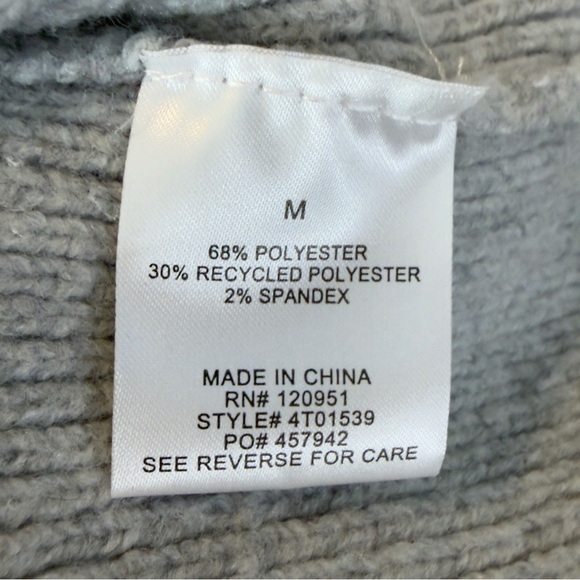 M
68% POLYESTER
30% RECYCLED POLYESTER
2% SPANDEX
MADE IN CHINA
RN# 120951
STYLE# 4T01539
PO# 457942
SEE REVERSE FOR CARE